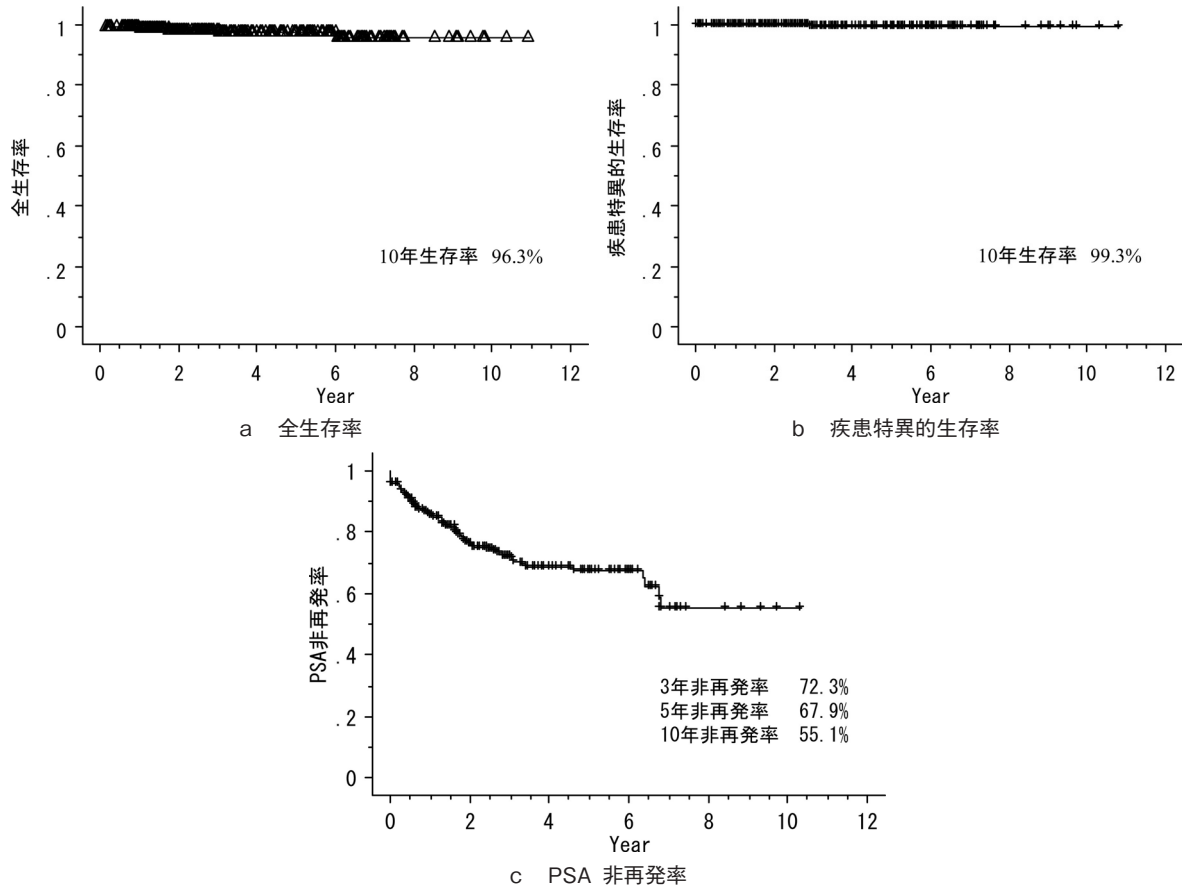 1
.8
.6
.4
.2
0
全生存率
10年生存率 96.3%
0 2 4 6 8 10 12
Year
a 全生存率
1
.8
.6
.4
.2
0
疾患特異的生存率
10年生存率 99.3%
0 2 4 6 8 10 12
Year
b 疾患特異的生存率
1
.8
.6
.4
.2
0
PSA非再発率
3年非再発率 72.3%
5年非再発率 67.9%
10年非再発率 55.1%
0 2 4 6 8 10 12
Year
c PSA 非再発率